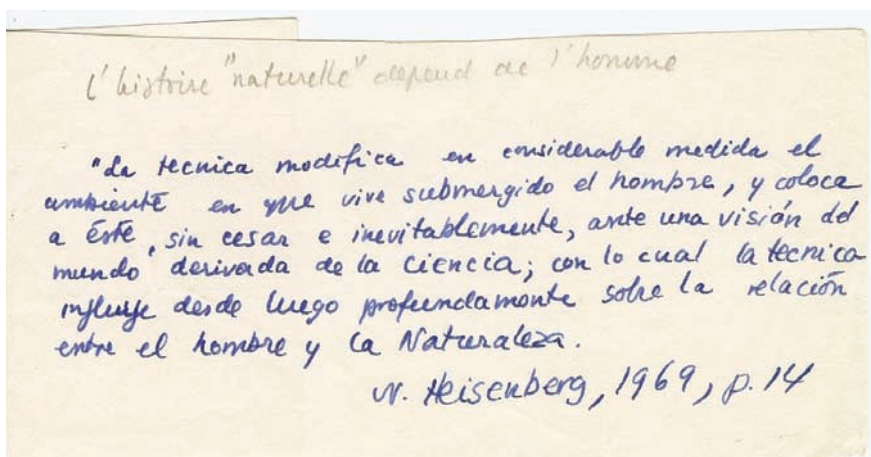 l'histoire "naturelle" depend de l'homme
"La tecnica modifica en considerable medida el
ambiente en que vive submergido el hombre, y coloca
a éste, sin cesar e inevitablemente, ante una visión del
mundo derivada de la Ciencia; con lo cual la tecnica
influye desde luego profundamente sobre la relación
entre el hombre y la Naturaleza.
W. Heisenberg, 1969, p. 14